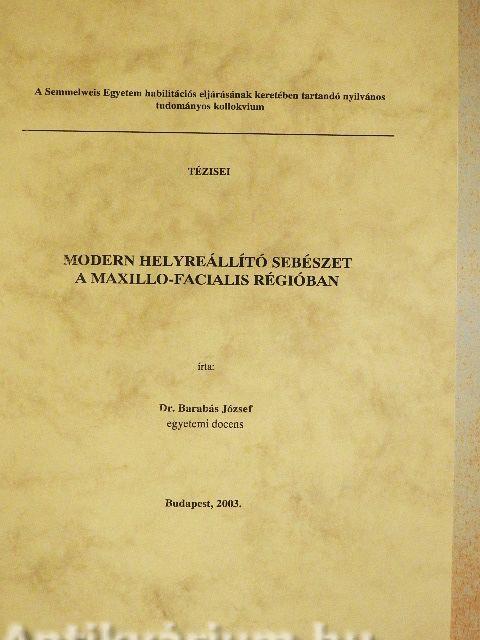 A Semmelweis Egyetem habilitációs eljárásának keretében tartandó nyilvános
tudományos kollokvium
TÉZISEI
MODERN HELYREÁLLÍTÓ SEBÉSZET
A MAXILLO-FACIALIS RÉGIÓBAN
írta:
Dr. Barabás József
egyetemi docens
Budapest, 2003.
Antikvárium.hu